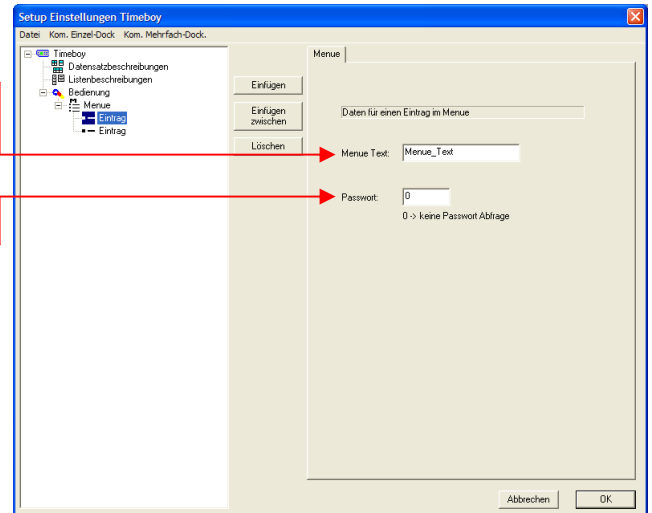 Setup Einstellungen Timeboy
Datei Kom. Einzel-Dock Kom. Mehrfach-Dock.
Timeboy
Datensatzbeschreibungen
Listenbeschreibungen
Bedienung
Menue
Eintrag
Eintrag
Einfügen
Einfügen
zwischen
Löschen
Menue
Daten für einen Eintrag im Menue
Menue Text: Menue_Text
Passwort: 0
0 -> keine Passwort Abfrage
Abbrechen OK